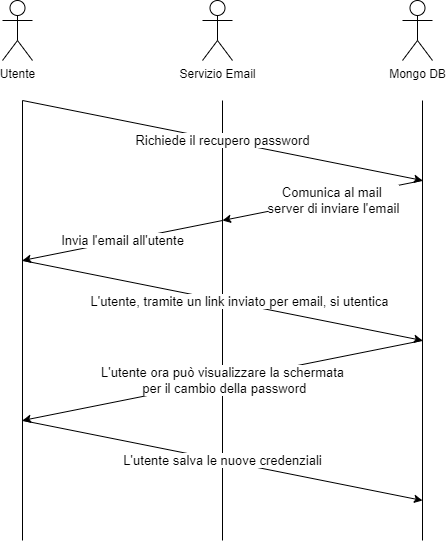 Utente
Servizio Email
Mongo DB
Richiede il recupero password
Comunica al mail
server di inviare l'email
Invia l'email all'utente
L'utente, tramite un link inviato per email, si utentica
L'utente ora può visualizzare la schermata
per il cambio della password
L'utente salva le nuove credenziali